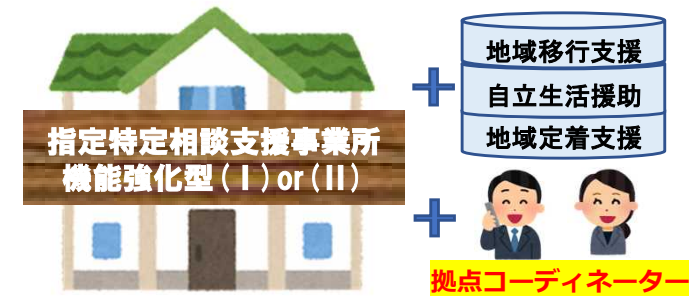 指定特定相談支援事業所
機能強化型(Ⅰ)or(Ⅱ)
地域移行支援
自立生活援助
地域定着支援
拠点コーディネーター